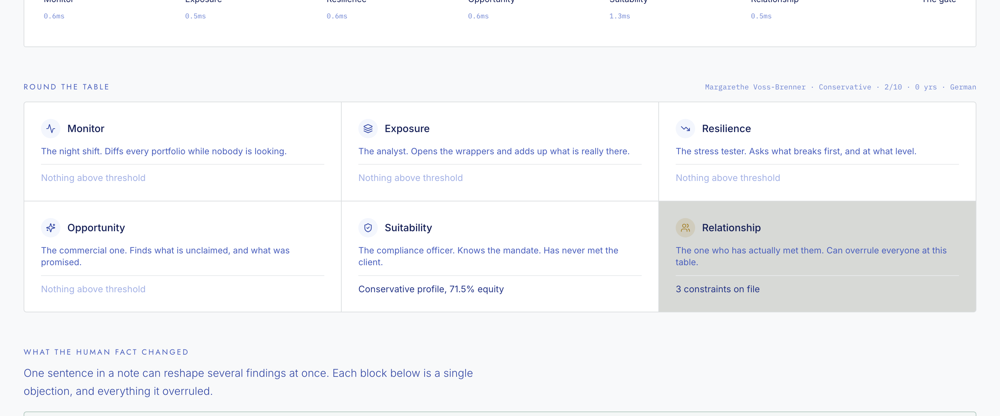 Monitor
Exposure
Resilience
Opportunity
Suitability
Relationship
The gate
0.6ms
0.5ms
0.6ms
0.6ms
1.3ms
0.5ms
ROUND THE TABLE
Margarethe Voss-Brenner · Conservative · 2/10 · 0 yrs · German
Monitor
The night shift. Diffs every portfolio while nobody is looking.
Nothing above threshold
Exposure
The analyst. Opens the wrappers and adds up what is really there.
Nothing above threshold
Resilience
The stress tester. Asks what breaks first, and at what level.
Nothing above threshold
Opportunity
The commercial one. Finds what is unclaimed, and what was
promised.
Nothing above threshold
Suitability
The compliance officer. Knows the mandate. Has never met the
client.
Conservative profile, 71.5% equity
Relationship
The one who has actually met them. Can overrule everyone at this
table.
3 constraints on file
WHAT THE HUMAN FACT CHANGED
One sentence in a note can reshape several findings at once. Each block below is a single
objection, and everything it overruled.